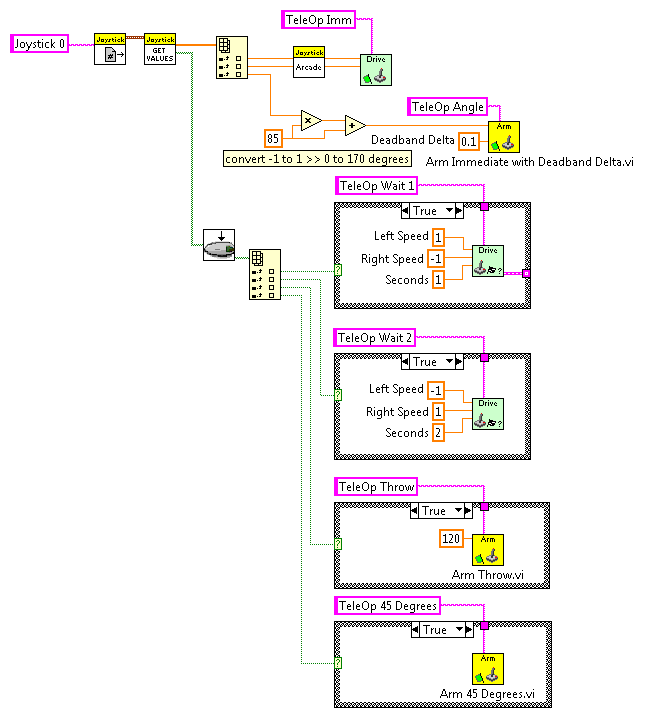 TeleOp Imm
Joystick 0
Joystick
#
Joystick
GET
VALUES
Joystick
Arcade
Drive
TeleOp Angle
x
+
85
Deadband Delta 0.1
Arm
convert -1 to 1 >> 0 to 170 degrees
Arm Immediate with Deadband Delta.vi
TeleOp Wait 1
True
Left Speed 1
Right Speed -1
Seconds 1
Drive
?
?
TeleOp Wait 2
True
Left Speed -1
Right Speed 1
Seconds 2
Drive
?
?
TeleOp Throw
True
120
Arm
?
Arm Throw.vi
TeleOp 45 Degrees
True
Arm
?
Arm 45 Degrees.vi